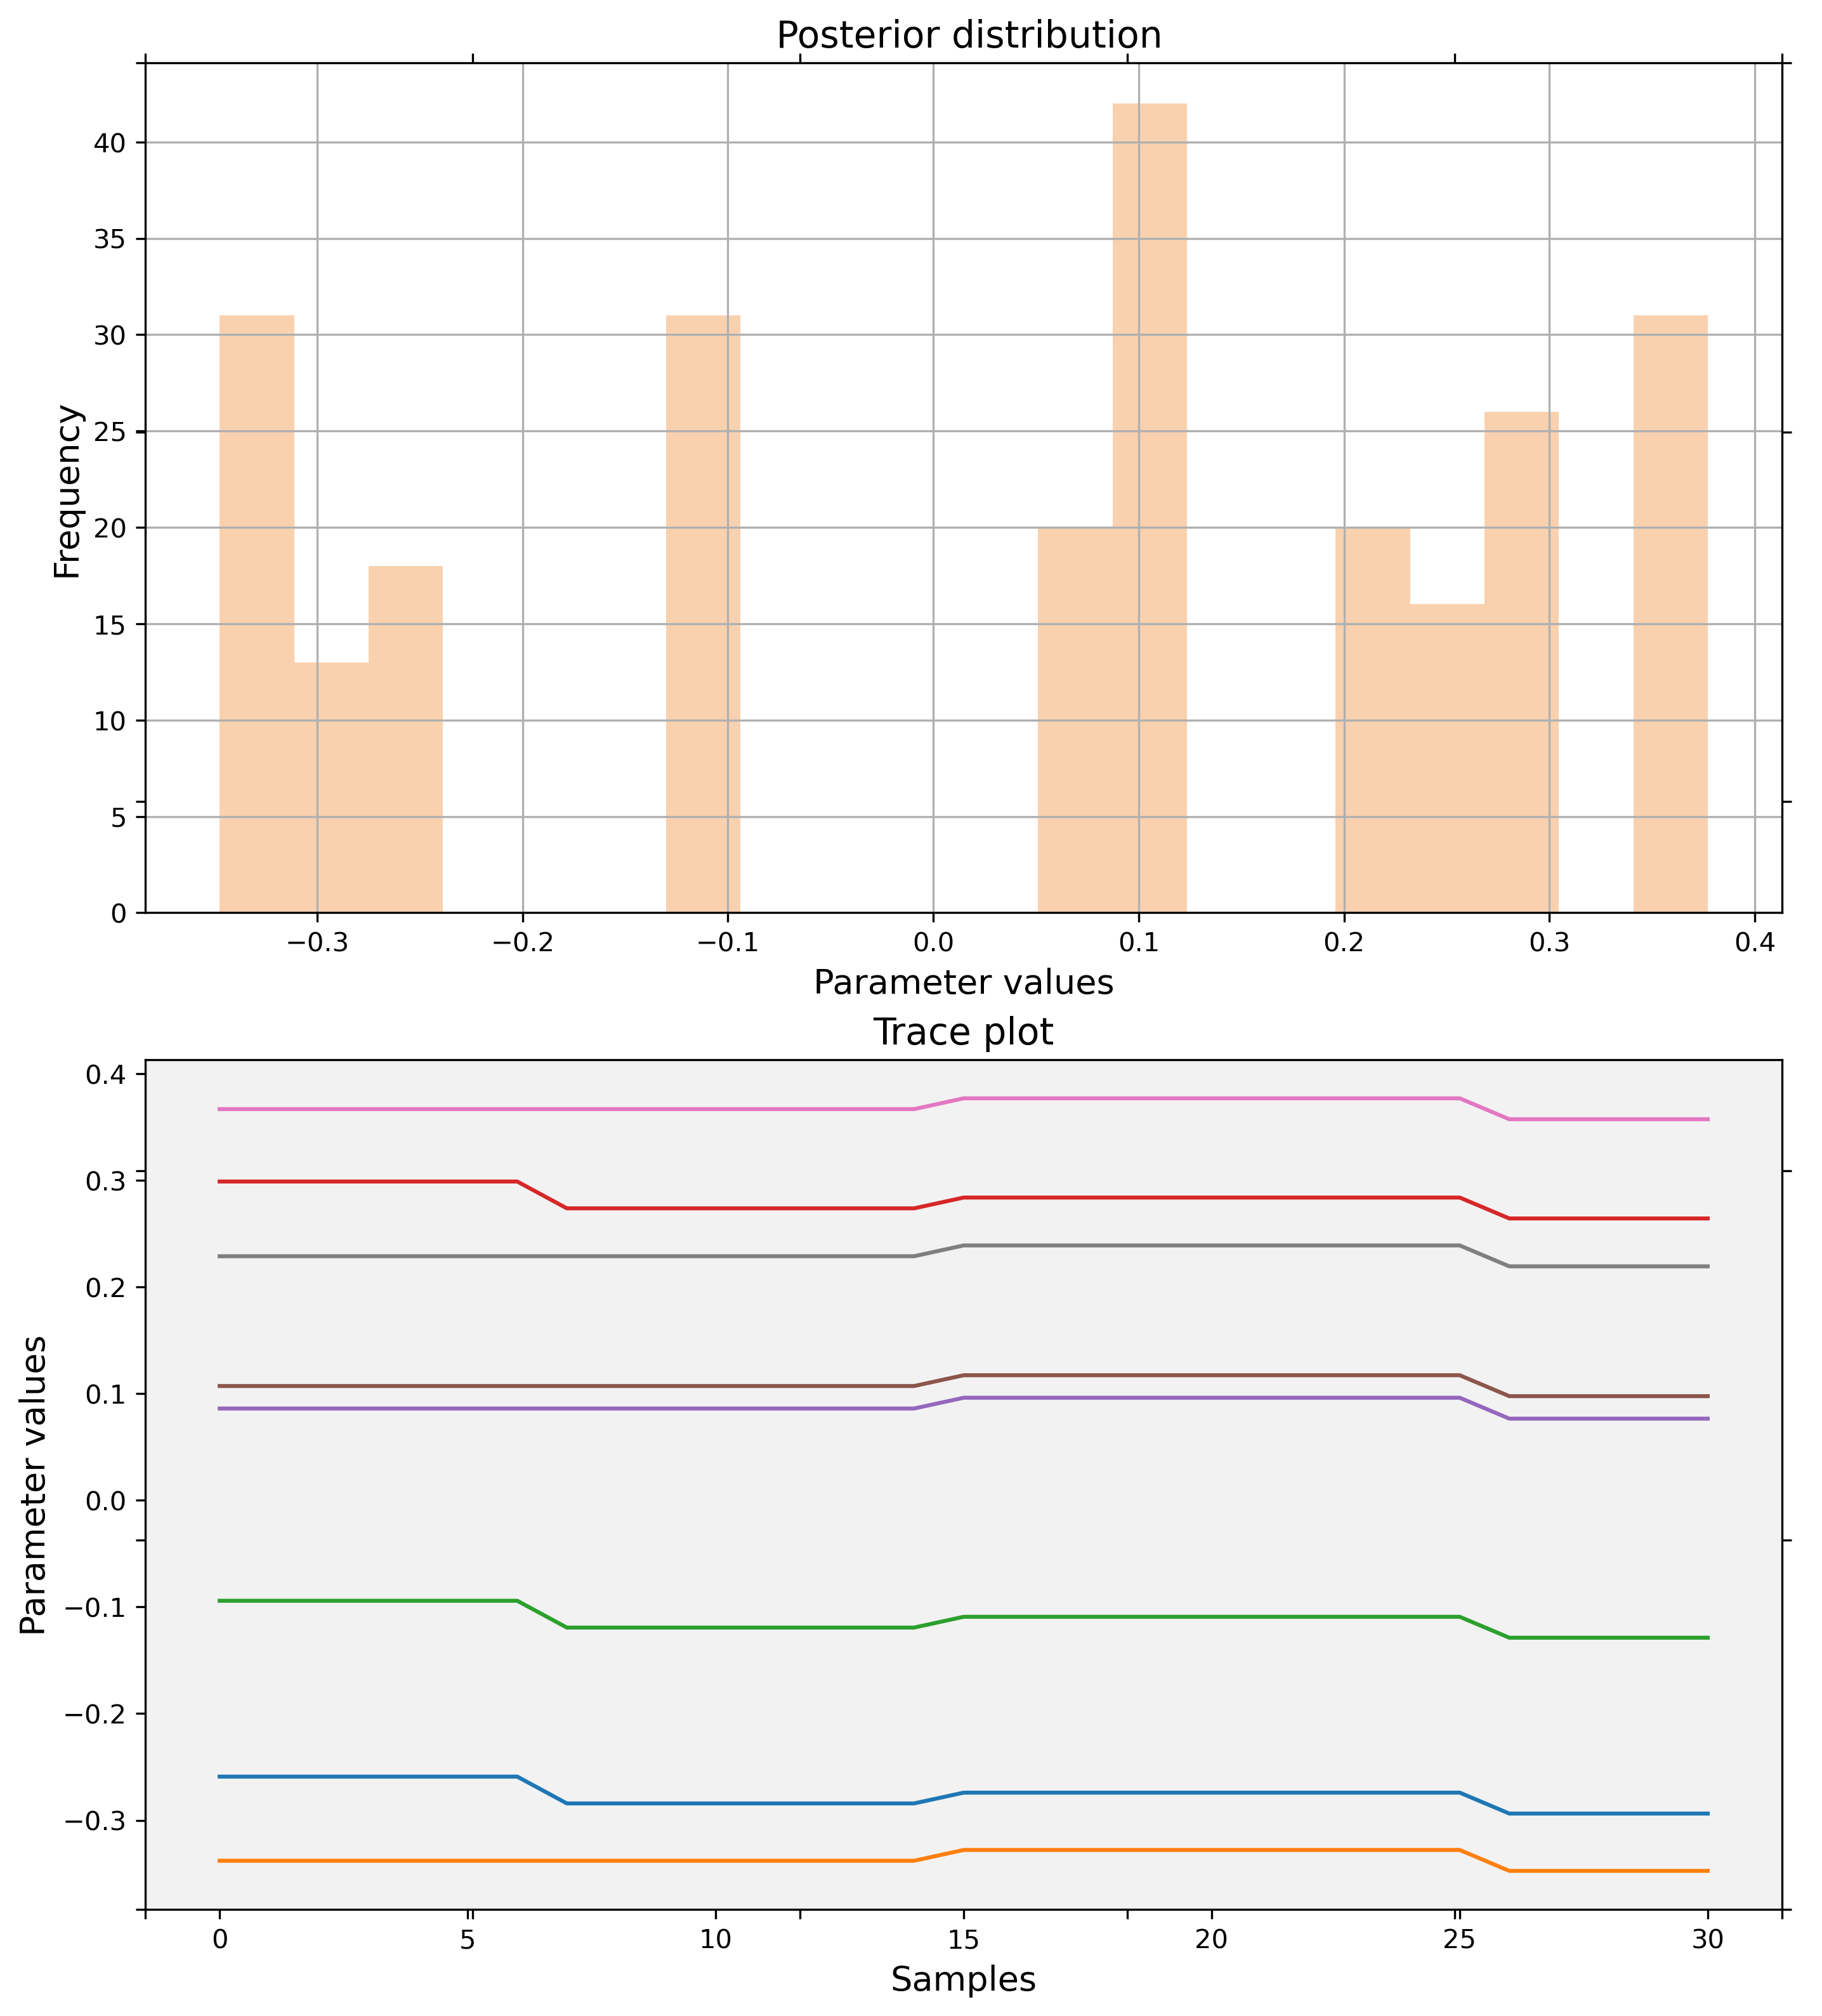 Posterior distribution
Frequency
40
35
30
25
20
15
10
5
0
−0.3 −0.2 −0.1 0.0 0.1 0.2 0.3 0.4
Parameter values
Trace plot
Parameter values
0.4
0.3
0.2
0.1
0.0
−0.1
−0.2
−0.3
0 5 10 15 20 25 30
Samples